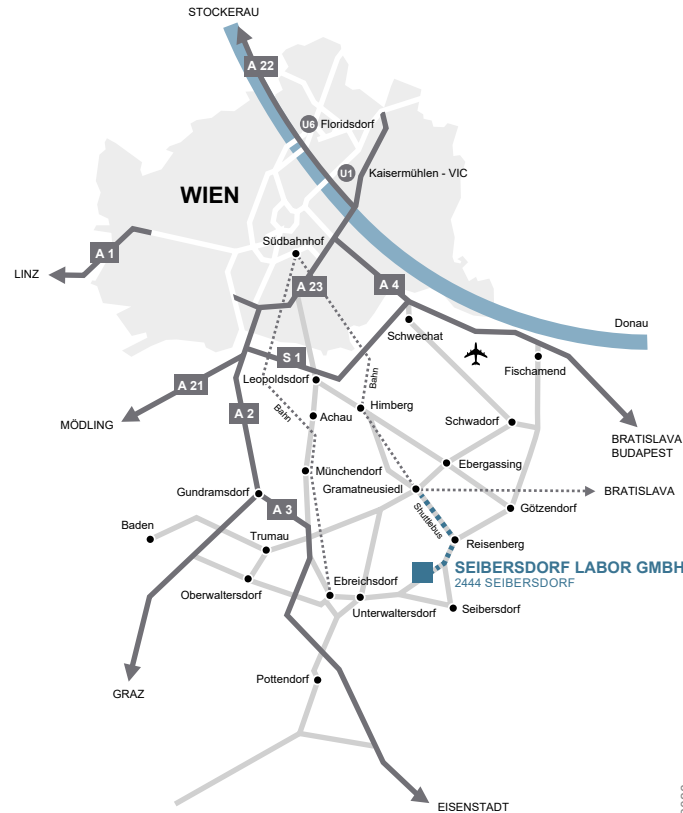 STOCKERAU
A 22
U6 Floridsdorf
U1
Kaisermühlen - VIC
WIEN
Südbahnhof
A 1
LINZ
A 23
A 4
Donau
Schwechat
S 1
Fischamend
Leopoldsdorf
Bahn
A 21
Himberg
A 2
Bahn
Achau
Schwadorf
MÖDLING
BRATISLAVA
BUDAPEST
Ebergassing
Münchendorf
Gramatneusiedl
BRATISLAVA
Gundramsdorf
A 3
Shuttlebus
Götzendorf
Baden
Trumau
Reisenberg
SEIBERSDORF LABOR GMBH
2444 SEIBERSDORF
Oberwaltersdorf
Ebreichsdorf
Unterwaltersdorf
Seibersdorf
Pottendorf
GRAZ
EISENSTADT